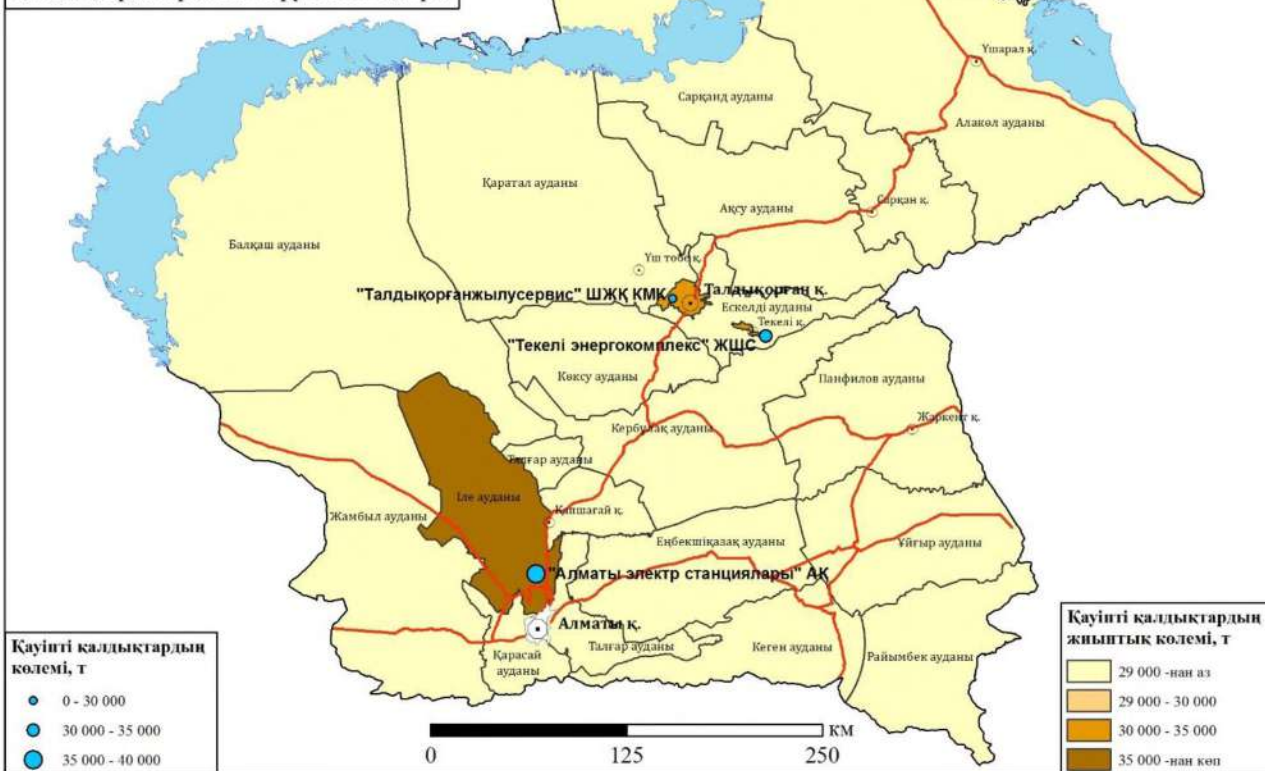 Үшарал қ.
Сарқанд ауданы
Алакөл ауданы
Қаратал ауданы
Ақсу ауданы
Сарқан қ.
Балқаш ауданы
Үш төбе қ.
"Талдықорғанжылусервис" ШЖҚ КМК
Талдықорған қ.
Ескелді ауданы
Текелі қ.
"Текелі энергокомплекс" ЖШС
Көксу ауданы
Панфилов ауданы
Жаркент қ.
Кербұлақ ауданы
Талғар ауданы
Іле ауданы
Жамбыл ауданы
Қапшағай қ.
Еңбекшіқазақ ауданы
Ұйғыр ауданы
"Алматы электр станциялары" АҚ
Алматы қ.
Қарасай
ауданы
Талғар ауданы
Кеген ауданы
Райымбек ауданы
Қауіпті қалдықтардың
көлемі, т
0 - 30 000
30 000 - 35 000
35 000 - 40 000
КМ
0
125
250
Қауіпті қалдықтардың
жиынтық көлемі, т
29 000 -нан аз
29 000 - 30 000
30 000 - 35 000
35 000 -нан көп